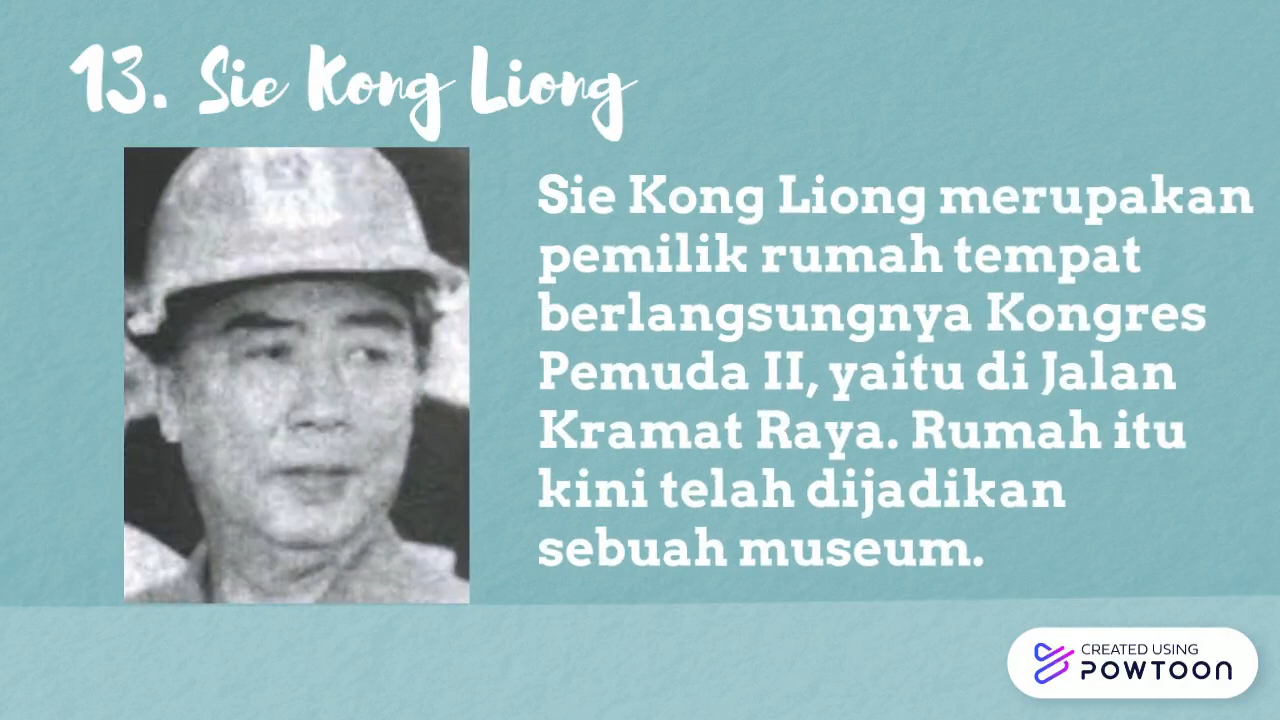 13. Sie Kong Liong
Sie Kong Liong merupakan
pemilik rumah tempat
berlangsungnya Kongres
Pemuda II, yaitu di Jalan
Kramat Raya. Rumah itu
kini telah dijadikan
sebuah museum.
CREATED USING
POWTOON